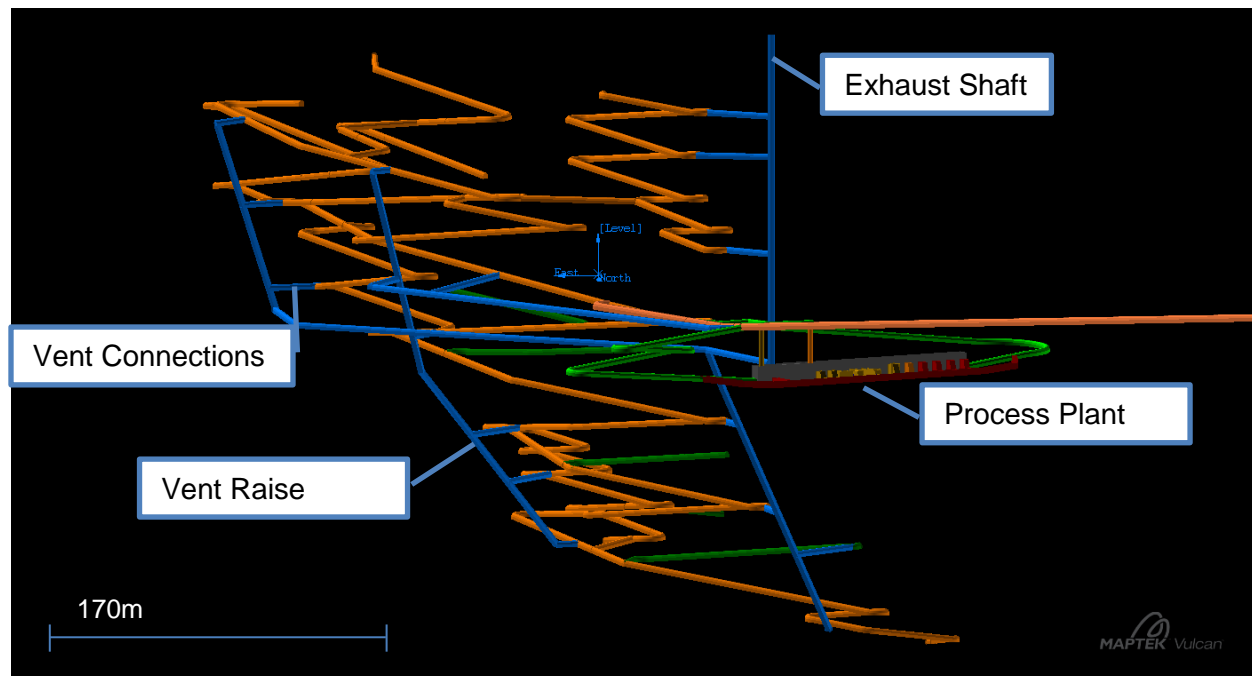 Exhaust Shaft
[Level]
East
North
Vent Connections
Process Plant
Vent Raise
170m
MAPTEK Vulcan